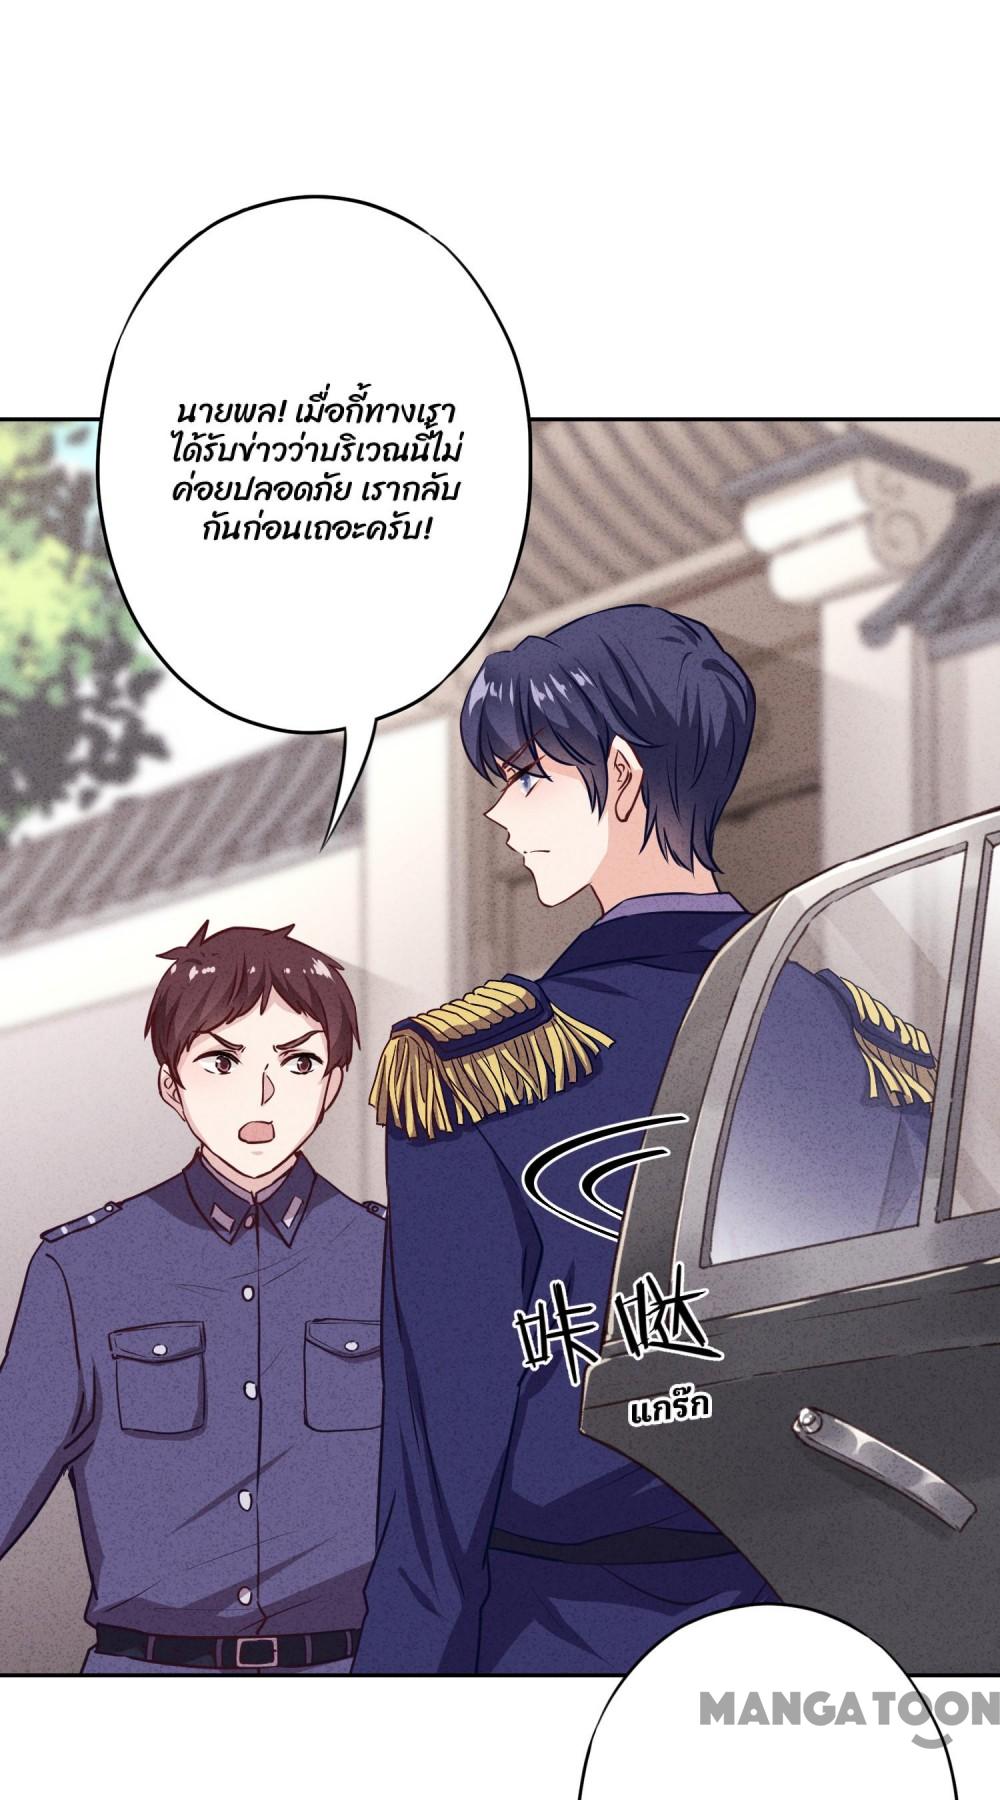 นายพล! เมื่อกี้ทางเรา
ได้รับข่าวว่าบริเวณนี้ไม่
ค่อยปลอดภัย เรากลับ
กันก่อนเถอะครับ!
咔哒
แกร๊ก
MANGATOON